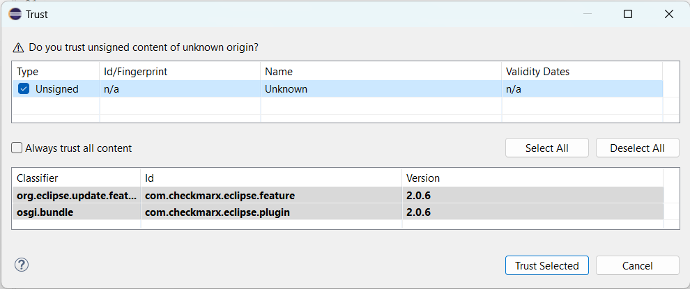 Trust
Do you trust unsigned content of unknown origin?
Type Id/Fingerprint Name Validity Dates
Unsigned n/a Unknown n/a
Always trust all content Select All Deselect All
Classifier Id Version
org.eclipse.update.feat... com.checkmarx.eclipse.feature 2.0.6
osgi.bundle com.checkmarx.eclipse.plugin 2.0.6
? Trust Selected Cancel